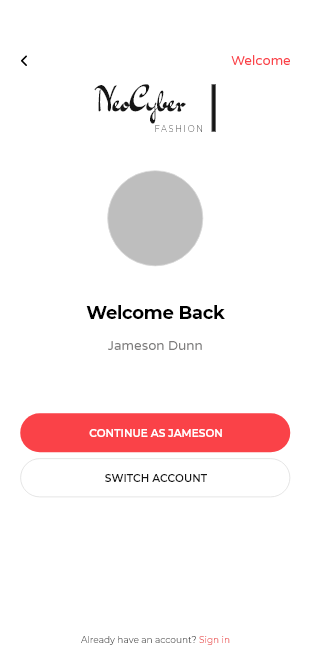 Welcome
NeoCyber
FASHION
Welcome Back
Jameson Dunn
CONTINUE AS JAMESON
SWITCH ACCOUNT
Already have an account? Sign in